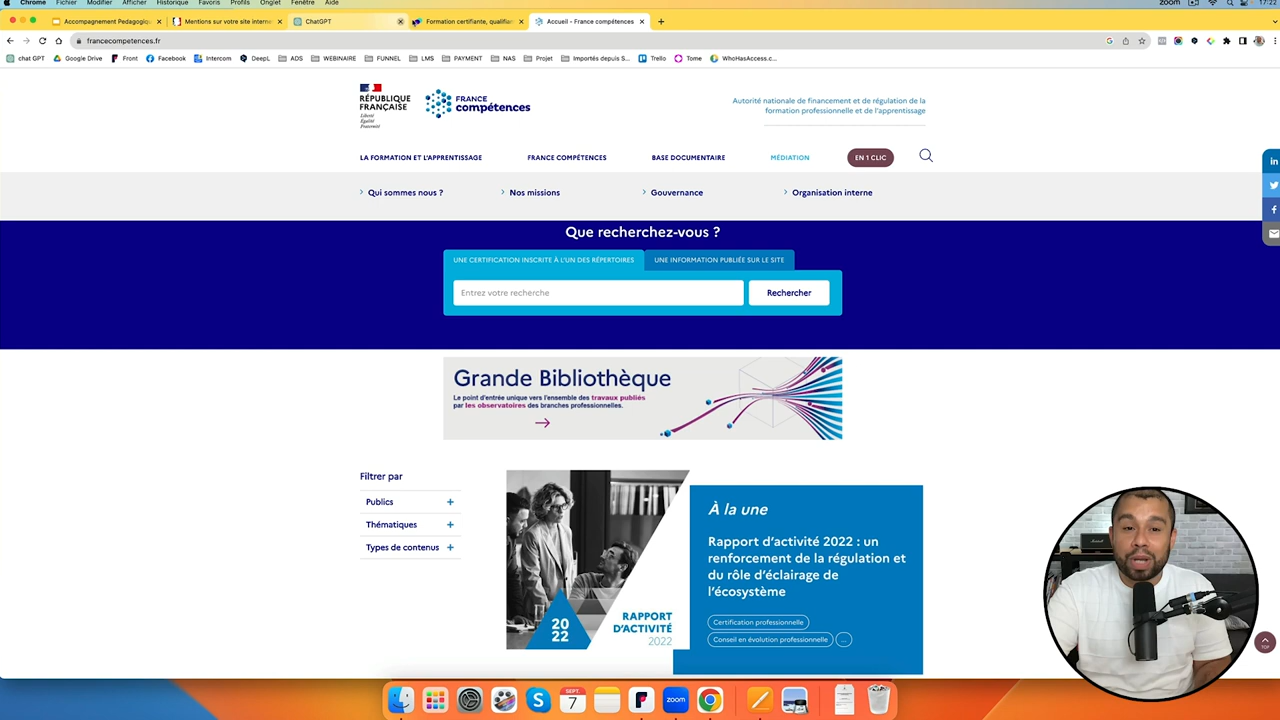 Chrome Fichier Modifier Afficher Historique Favoris Profils Onglet Fenêtre Aide zoom 17:22
Accompagnement Pedagogiqu Mentions sur votre site interne ChatGPT Formation certifiante, qualifian Accueil - France compétences
francecompetences.fr
chat GPT Google Drive Front Facebook Intercom DeepL ADS WEBINAIRE FUNNEL LMS PAYMENT NAS Projet Importés depuis S... Trello Tome WhoHasAccess.c...
RÉPUBLIQUE
FRANÇAISE
Liberté
Égalité
Fraternité
FRANCE
compétences
Autorité nationale de financement et de régulation de la
formation professionnelle et de l'apprentissage
LA FORMATION ET L'APPRENTISSAGE FRANCE COMPÉTENCES BASE DOCUMENTAIRE MÉDIATION EN 1 CLIC
Qui sommes nous ? Nos missions Gouvernance Organisation interne
Que recherchez-vous ?
UNE CERTIFICATION INSCRITE À L'UN DES RÉPERTOIRES UNE INFORMATION PUBLIÉE SUR LE SITE
Entrez votre recherche Rechercher
Grande Bibliothèque
Le point d'entrée unique vers l'ensemble des travaux publiés
par les observatoires des branches professionnelles.
Filtrer par
Publics
Thématiques
Types de contenus
20
22
RAPPORT
D'ACTIVITÉ
2022
À la une
Rapport d'activité 2022 : un
renforcement de la régulation et
du rôle d'éclairage de
l'écosystème
Certification professionnelle
Conseil en évolution professionnelle ...
in
f
TOP
SEPT.
7
zoom